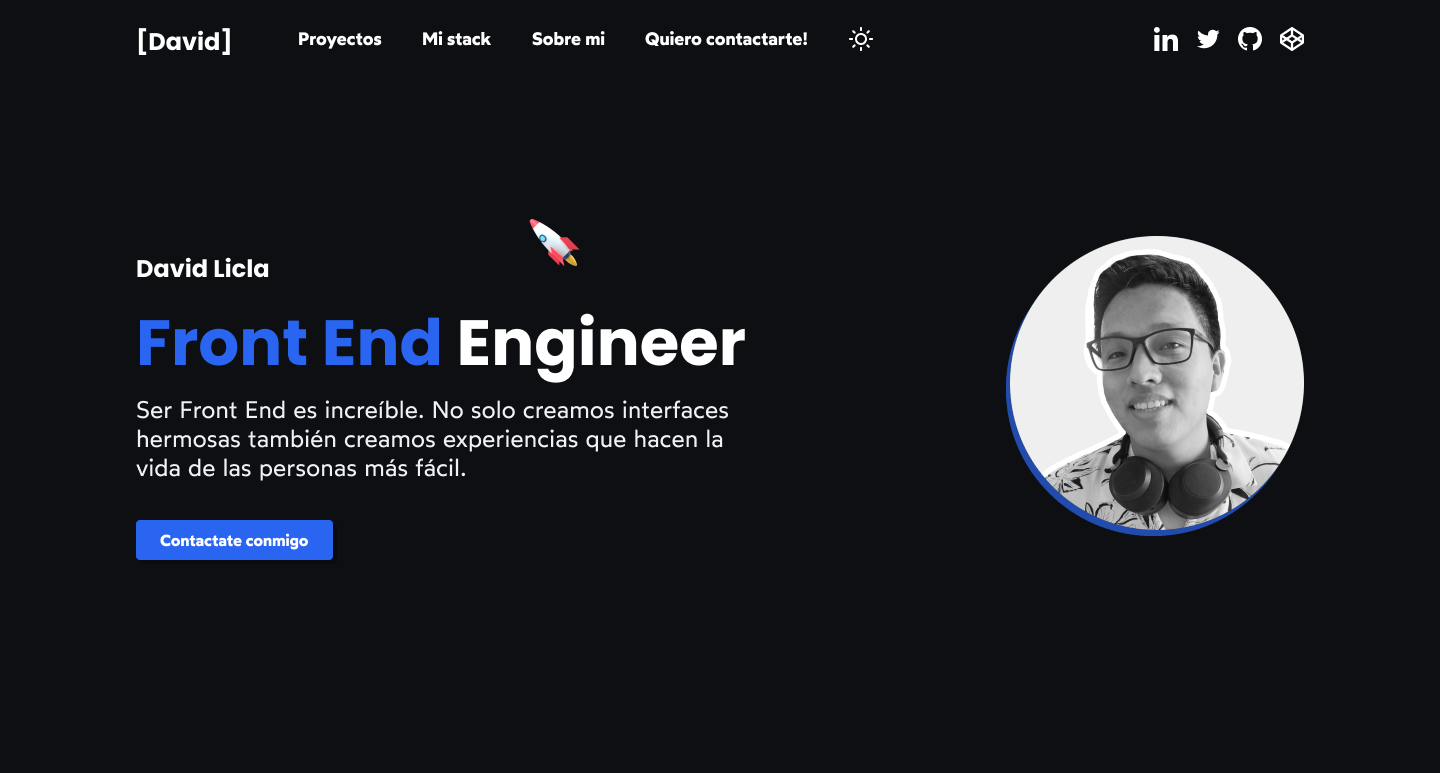 [David]
Proyectos
Mi stack
Sobre mi
Quiero contactarte!
in
David Licla
Front End Engineer
Ser Front End es increíble. No solo creamos interfaces
hermosas también creamos experiencias que hacen la
vida de las personas más fácil.
Contactate conmigo